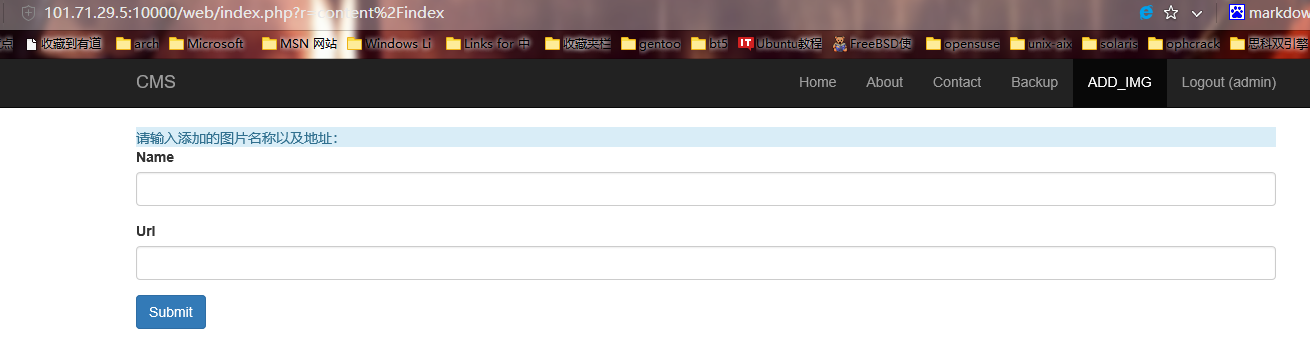 101.71.29.5:10000/web/index.php?r=content%2Findex markdow
点 收藏到有道 arch Microsoft MSN 网站 Windows Li Links for 中 收藏夹栏 gentoo bt5 IT Ubuntu教程 FreeBSD使 opensuse unix-aix solaris ophcrack 思科双引擎
CMS Home About Contact Backup ADD_IMG Logout (admin)
请输入添加的图片名称以及地址：
Name
Url
Submit